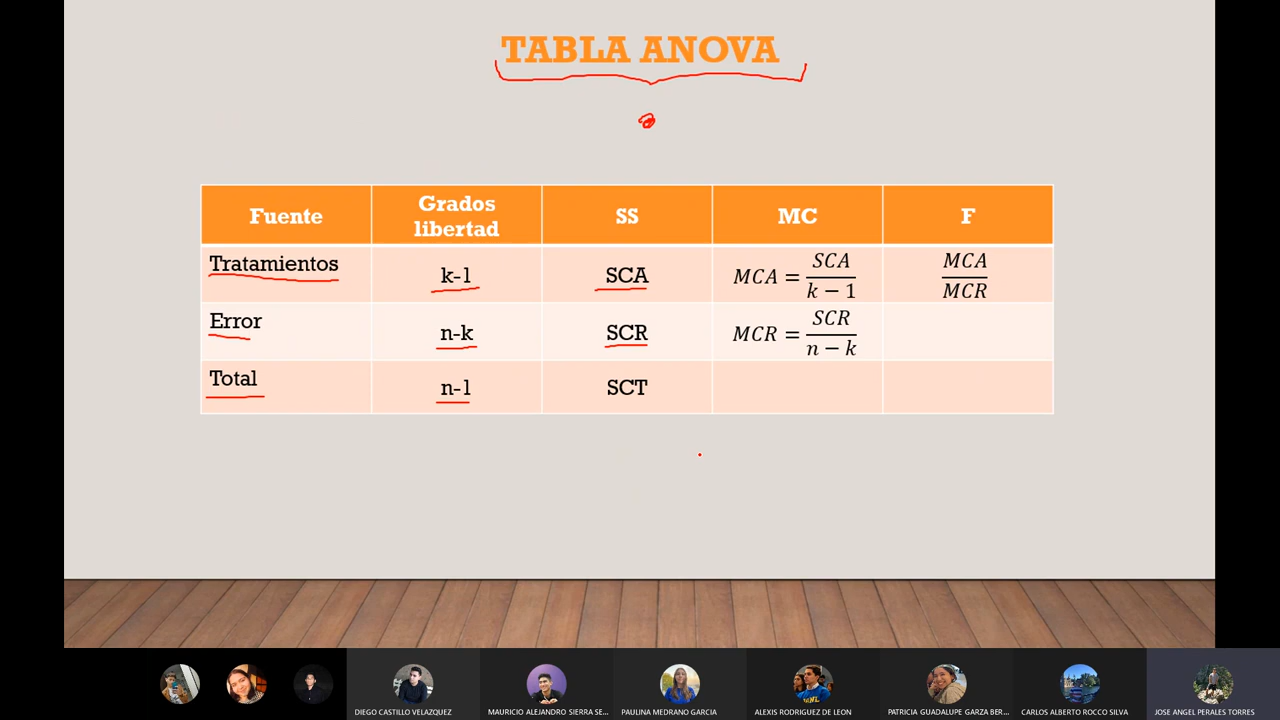 TABLA ANOVA
Fuente
Grados libertad
SS
MC
F
Tratamientos
k-1
SCA
MCA = SCA / k − 1
MCA / MCR
Error
n-k
SCR
MCR = SCR / n − k
Total
n-1
SCT
DIEGO CASTILLO VELAZQUEZ
MAURICIO ALEJANDRO SIERRA SE...
PAULINA MEDRANO GARCIA
ALEXIS RODRIGUEZ DE LEON
PATRICIA GUADALUPE GARZA BER...
CARLOS ALBERTO ROCCO SILVA
JOSE ANGEL PERALES TORRES